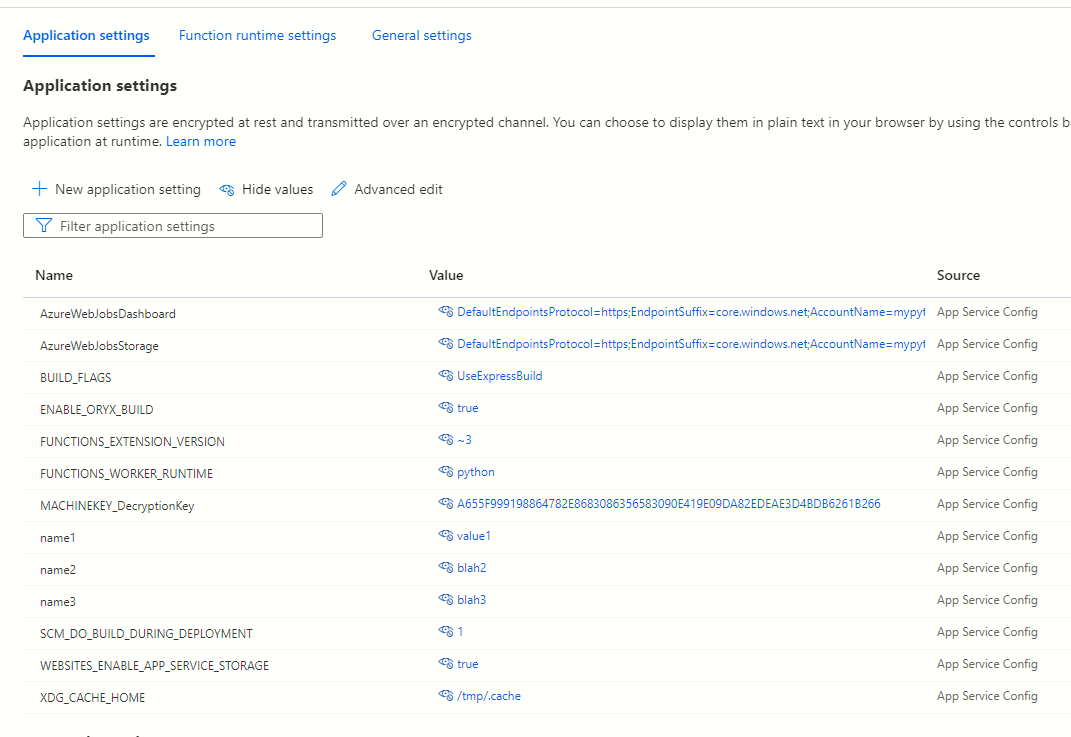 Application settings Function runtime settings General settings
Application settings
Application settings are encrypted at rest and transmitted over an encrypted channel. You can choose to display them in plain text in your browser by using the controls b
application at runtime. Learn more
New application setting Hide values Advanced edit
Filter application settings
Name Value Source
AzureWebJobsDashboard DefaultEndpointsProtocol=https;EndpointSuffix=core.windows.net;AccountName=mypyt App Service Config
AzureWebJobsStorage DefaultEndpointsProtocol=https;EndpointSuffix=core.windows.net;AccountName=mypyt App Service Config
BUILD_FLAGS UseExpressBuild App Service Config
ENABLE_ORYX_BUILD true App Service Config
FUNCTIONS_EXTENSION_VERSION ~3 App Service Config
FUNCTIONS_WORKER_RUNTIME python App Service Config
MACHINEKEY_DecryptionKey A655F999198864782E8683086356583090E419E09DA82EDEAE3D4BDB6261B266 App Service Config
name1 value1 App Service Config
name2 blah2 App Service Config
name3 blah3 App Service Config
SCM_DO_BUILD_DURING_DEPLOYMENT 1 App Service Config
WEBSITES_ENABLE_APP_SERVICE_STORAGE true App Service Config
XDG_CACHE_HOME /tmp/.cache App Service Config